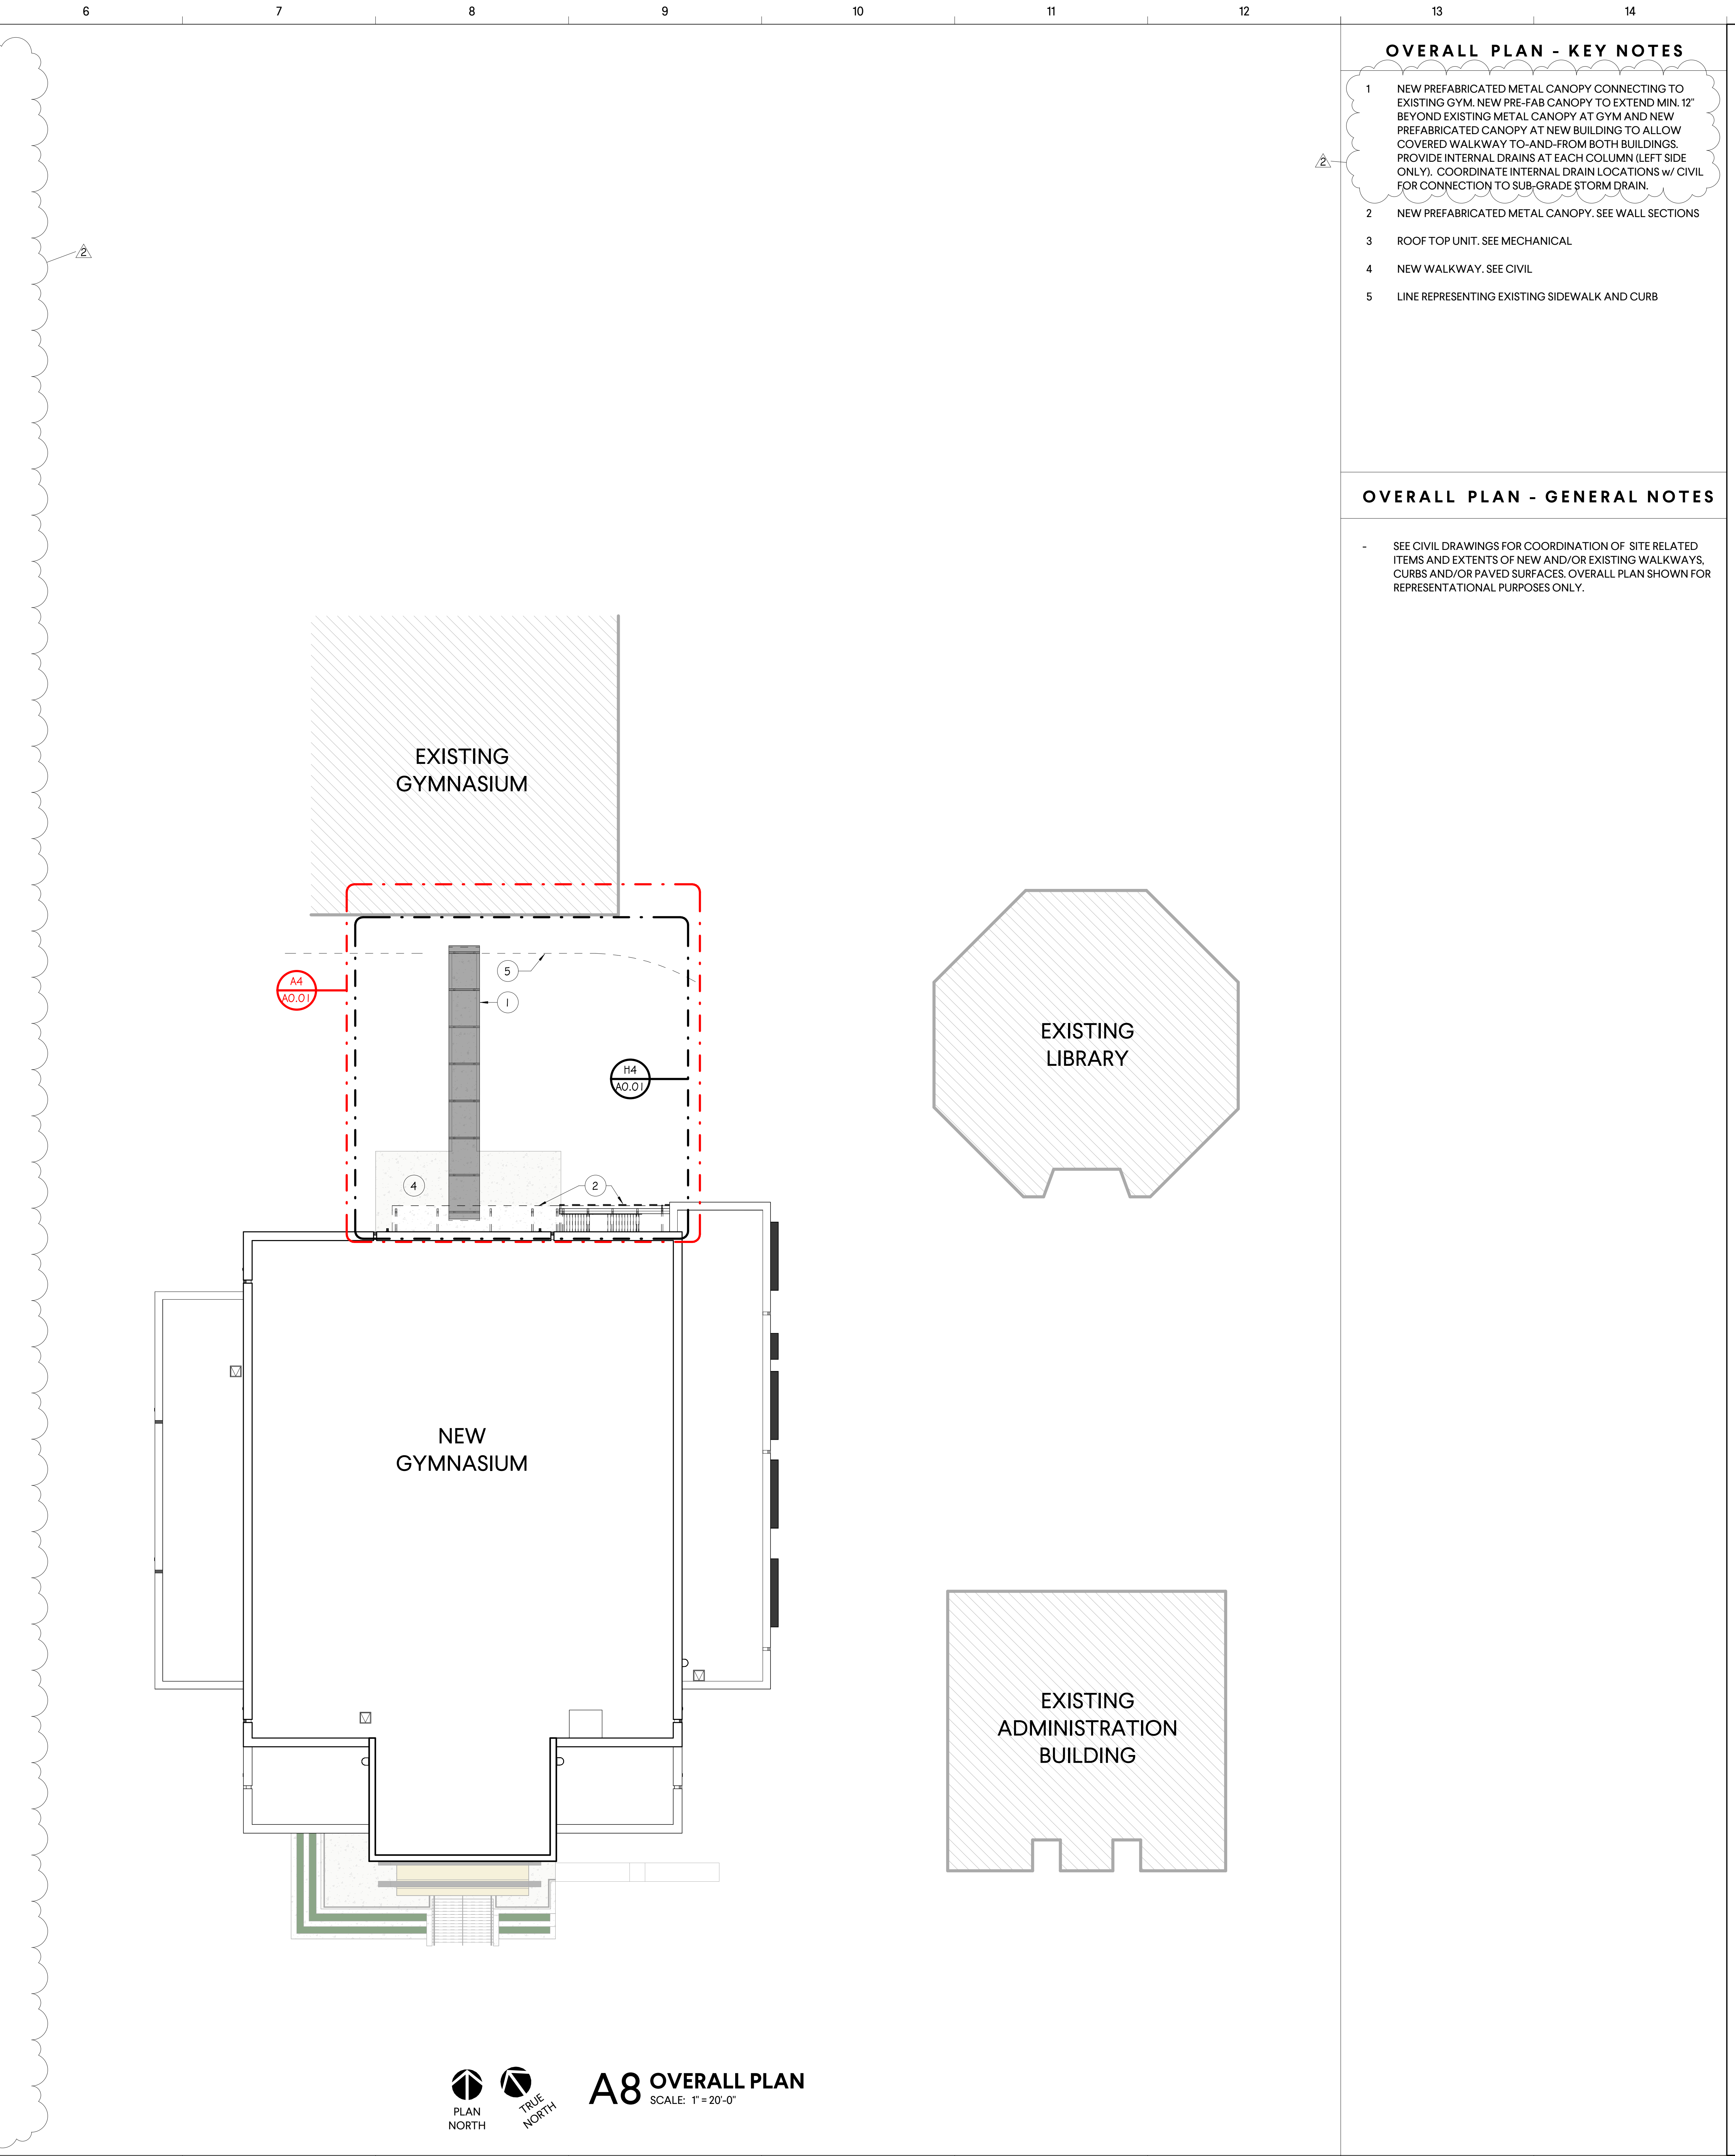 6 7 8 9 10 11 12 13 14
OVERALL PLAN - KEY NOTES
1 NEW PREFABRICATED METAL CANOPY CONNECTING TO
EXISTING GYM. NEW PRE-FAB CANOPY TO EXTEND MIN. 12"
BEYOND EXISTING METAL CANOPY AT GYM AND NEW
PREFABRICATED CANOPY AT NEW BUILDING TO ALLOW
COVERED WALKWAY TO-AND-FROM BOTH BUILDINGS.
PROVIDE INTERNAL DRAINS AT EACH COLUMN (LEFT SIDE
ONLY). COORDINATE INTERNAL DRAIN LOCATIONS w/ CIVIL
FOR CONNECTION TO SUB-GRADE STORM DRAIN.
2
2 NEW PREFABRICATED METAL CANOPY. SEE WALL SECTIONS
3 ROOF TOP UNIT. SEE MECHANICAL
4 NEW WALKWAY. SEE CIVIL
5 LINE REPRESENTING EXISTING SIDEWALK AND CURB
2
OVERALL PLAN - GENERAL NOTES
- SEE CIVIL DRAWINGS FOR COORDINATION OF SITE RELATED
ITEMS AND EXTENTS OF NEW AND/OR EXISTING WALKWAYS,
CURBS AND/OR PAVED SURFACES. OVERALL PLAN SHOWN FOR
REPRESENTATIONAL PURPOSES ONLY.
EXISTING
GYMNASIUM
5
A4
A0.01
1
EXISTING
LIBRARY
H4
A0.01
4
2
NEW
GYMNASIUM
EXISTING
ADMINISTRATION
BUILDING
PLAN
NORTH
TRUE
NORTH
A8 OVERALL PLAN
SCALE: 1" = 20'-0"